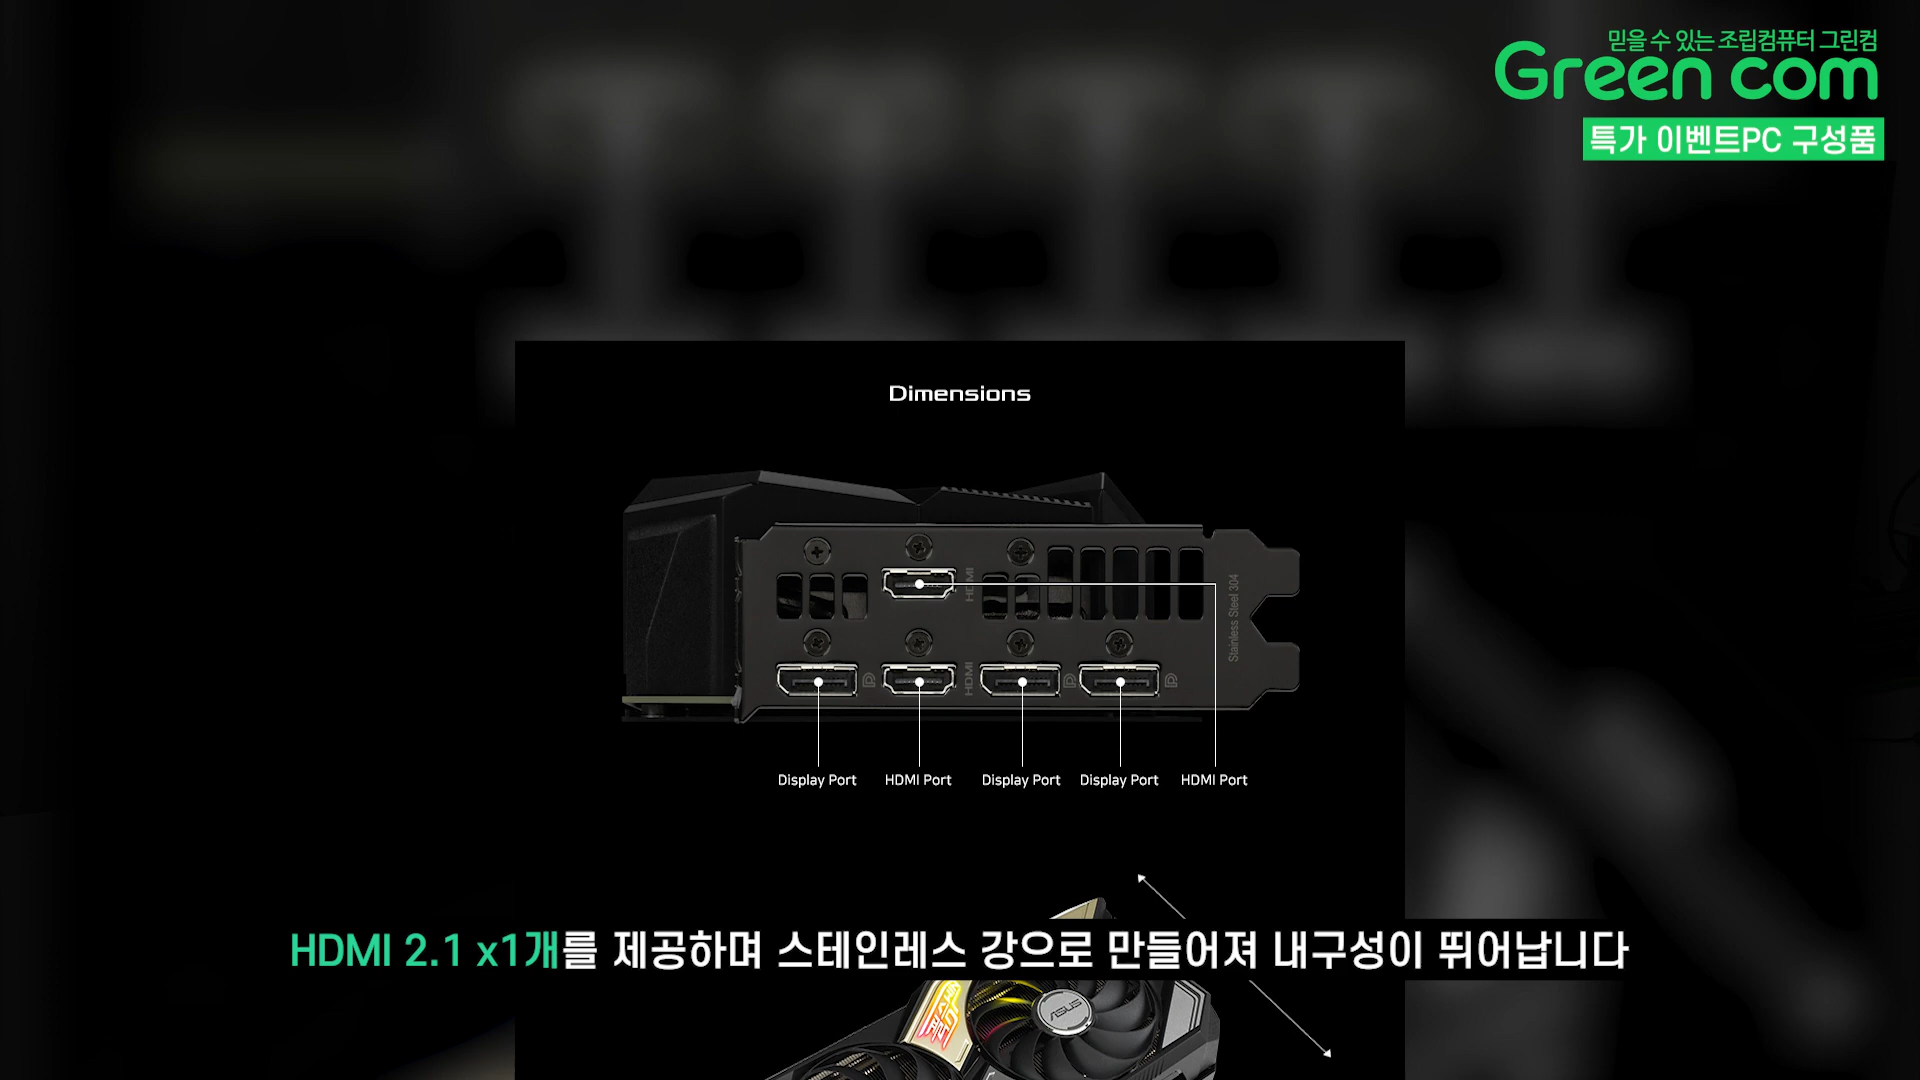 믿을 수 있는 조립컴퓨터 그린컴
Green com
특가 이벤트PC 구성품
Dimensions
HDMI
HDMI
Stainless Steel 304
Display Port
HDMI Port
Display Port
Display Port
HDMI Port
HDMI 2.1 x1개를 제공하며 스테인레스 강으로 만들어져 내구성이 뛰어납니다
ASUS